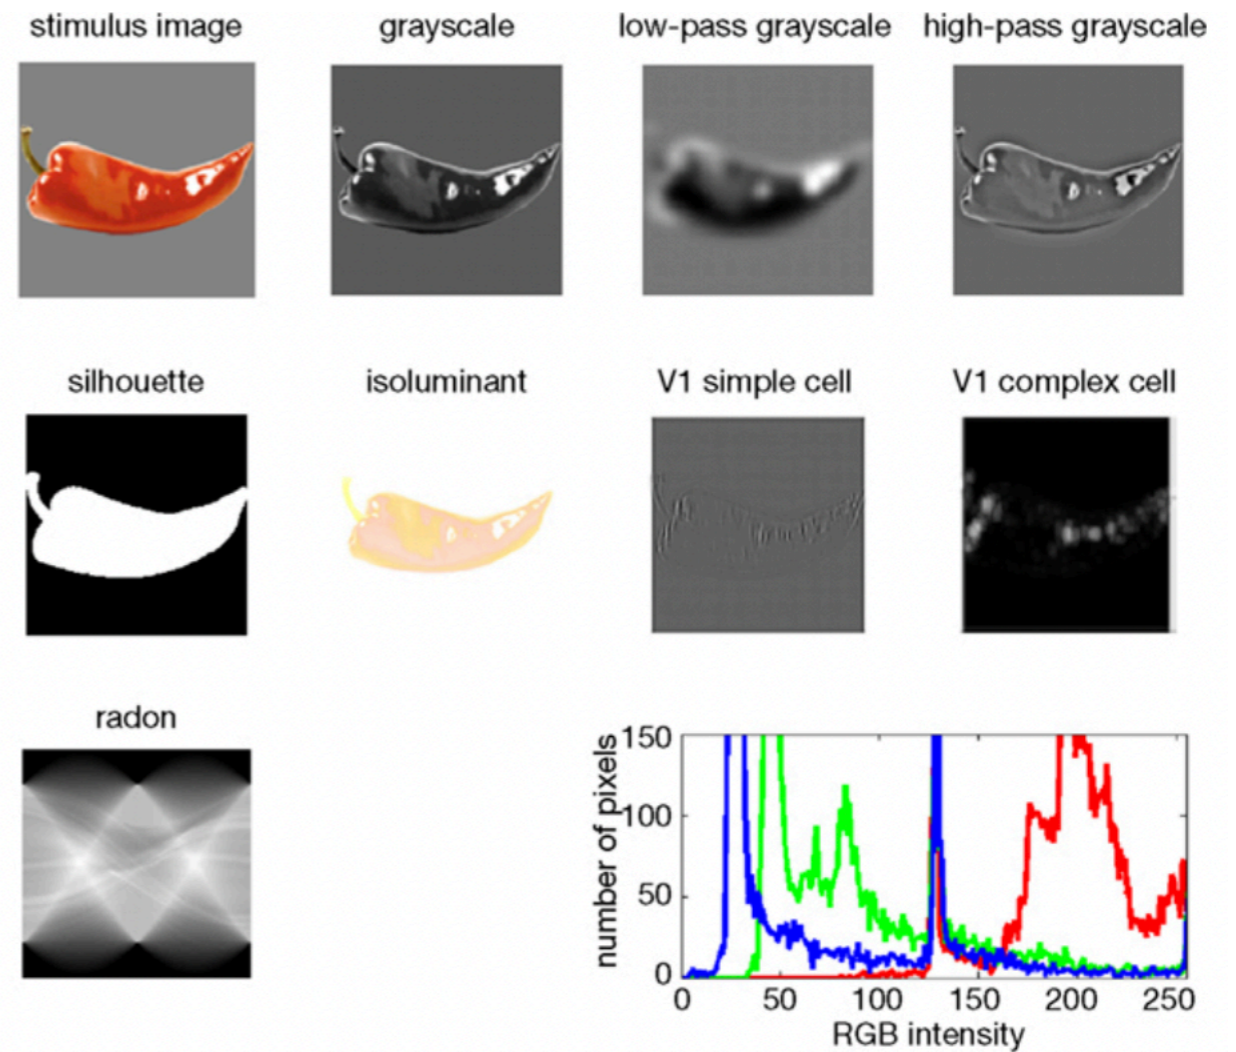 stimulus image
grayscale
low-pass grayscale
high-pass grayscale
silhouette
isoluminant
V1 simple cell
V1 complex cell
radon
number of pixels
150
100
50
0
0
50
100
150
200
250
RGB intensity